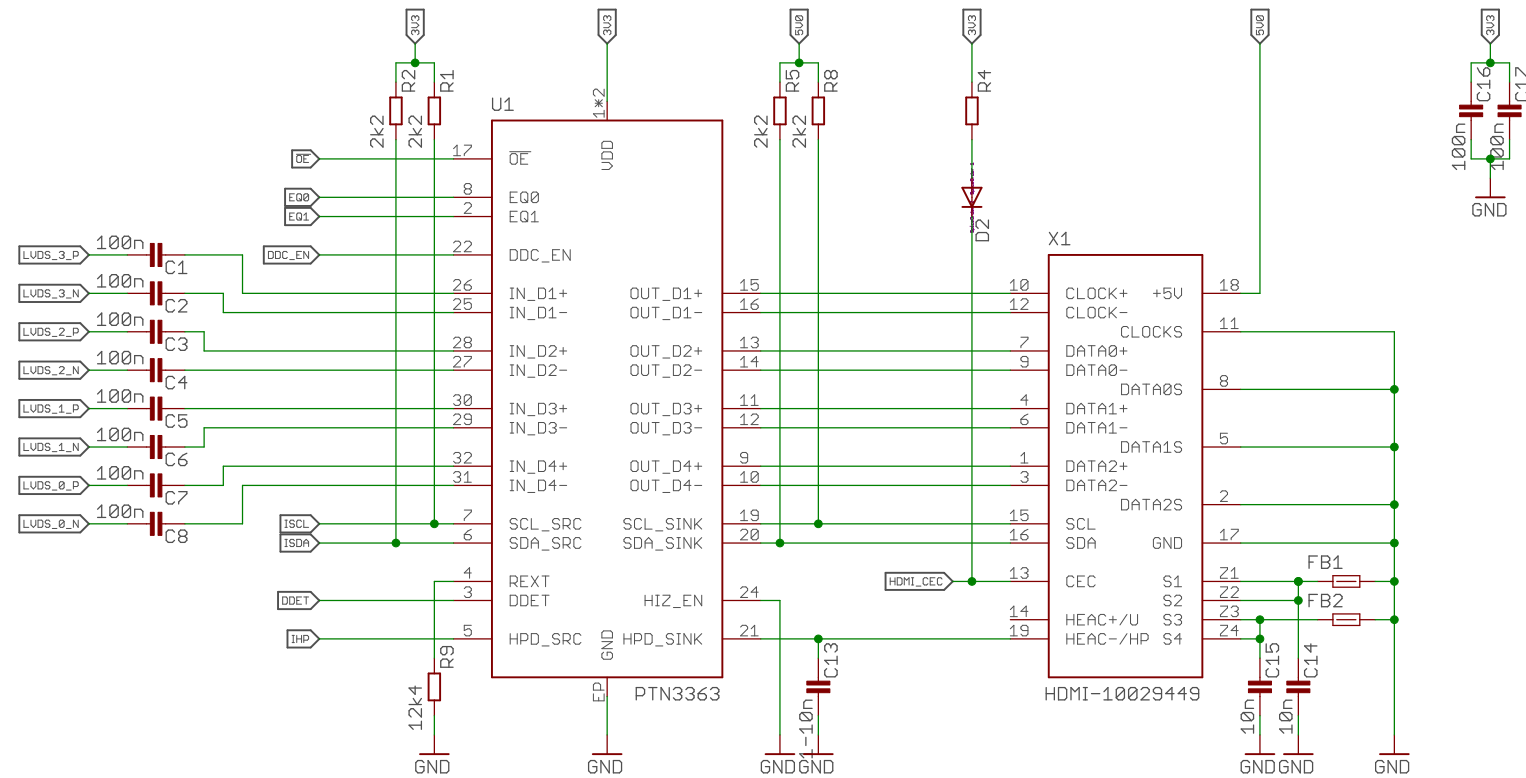 3V3
3V3
5V0
3V3
5V0
3V3
R2
R1
2k2
2k2
1*2
R5
R8
2k2
2k2
R4
D2
C16
C17
100n
100n
GND
U1
VDD
OE
17
OE
EQ0
8
EQ0
EQ1
2
EQ1
DDC_EN
22
DDC_EN
LVDS_3_P
100n
C1
26
IN_D1+
OUT_D1+
15
LVDS_3_N
100n
C2
25
IN_D1-
OUT_D1-
16
LVDS_2_P
100n
C3
28
IN_D2+
OUT_D2+
13
LVDS_2_N
100n
C4
27
IN_D2-
OUT_D2-
14
LVDS_1_P
100n
C5
30
IN_D3+
OUT_D3+
11
LVDS_1_N
100n
C6
29
IN_D3-
OUT_D3-
12
LVDS_0_P
100n
C7
32
IN_D4+
OUT_D4+
9
LVDS_0_N
100n
C8
31
IN_D4-
OUT_D4-
10
ISCL
7
SCL_SRC
SCL_SINK
19
ISDA
6
SDA_SRC
SDA_SINK
20
4
REXT
DDET
3
DDET
HIZ_EN
24
IHP
5
HPD_SRC
HPD_SINK
21
GND
EP
PTN3363
R9
12k4
GND
GND
GND
C13
1-10n
GND
X1
10
CLOCK+
+5V
18
12
CLOCK-
CLOCKS
11
7
DATA0+
9
DATA0-
DATA0S
8
4
DATA1+
6
DATA1-
DATA1S
5
1
DATA2+
3
DATA2-
DATA2S
2
15
SCL
16
SDA
GND
17
HDMI_CEC
13
CEC
S1
Z1
S2
Z2
14
HEAC+/U
S3
Z3
19
HEAC-/HP
S4
Z4
HDMI-10029449
FB1
FB2
C15
C14
10n
10n
GND
GND
GND